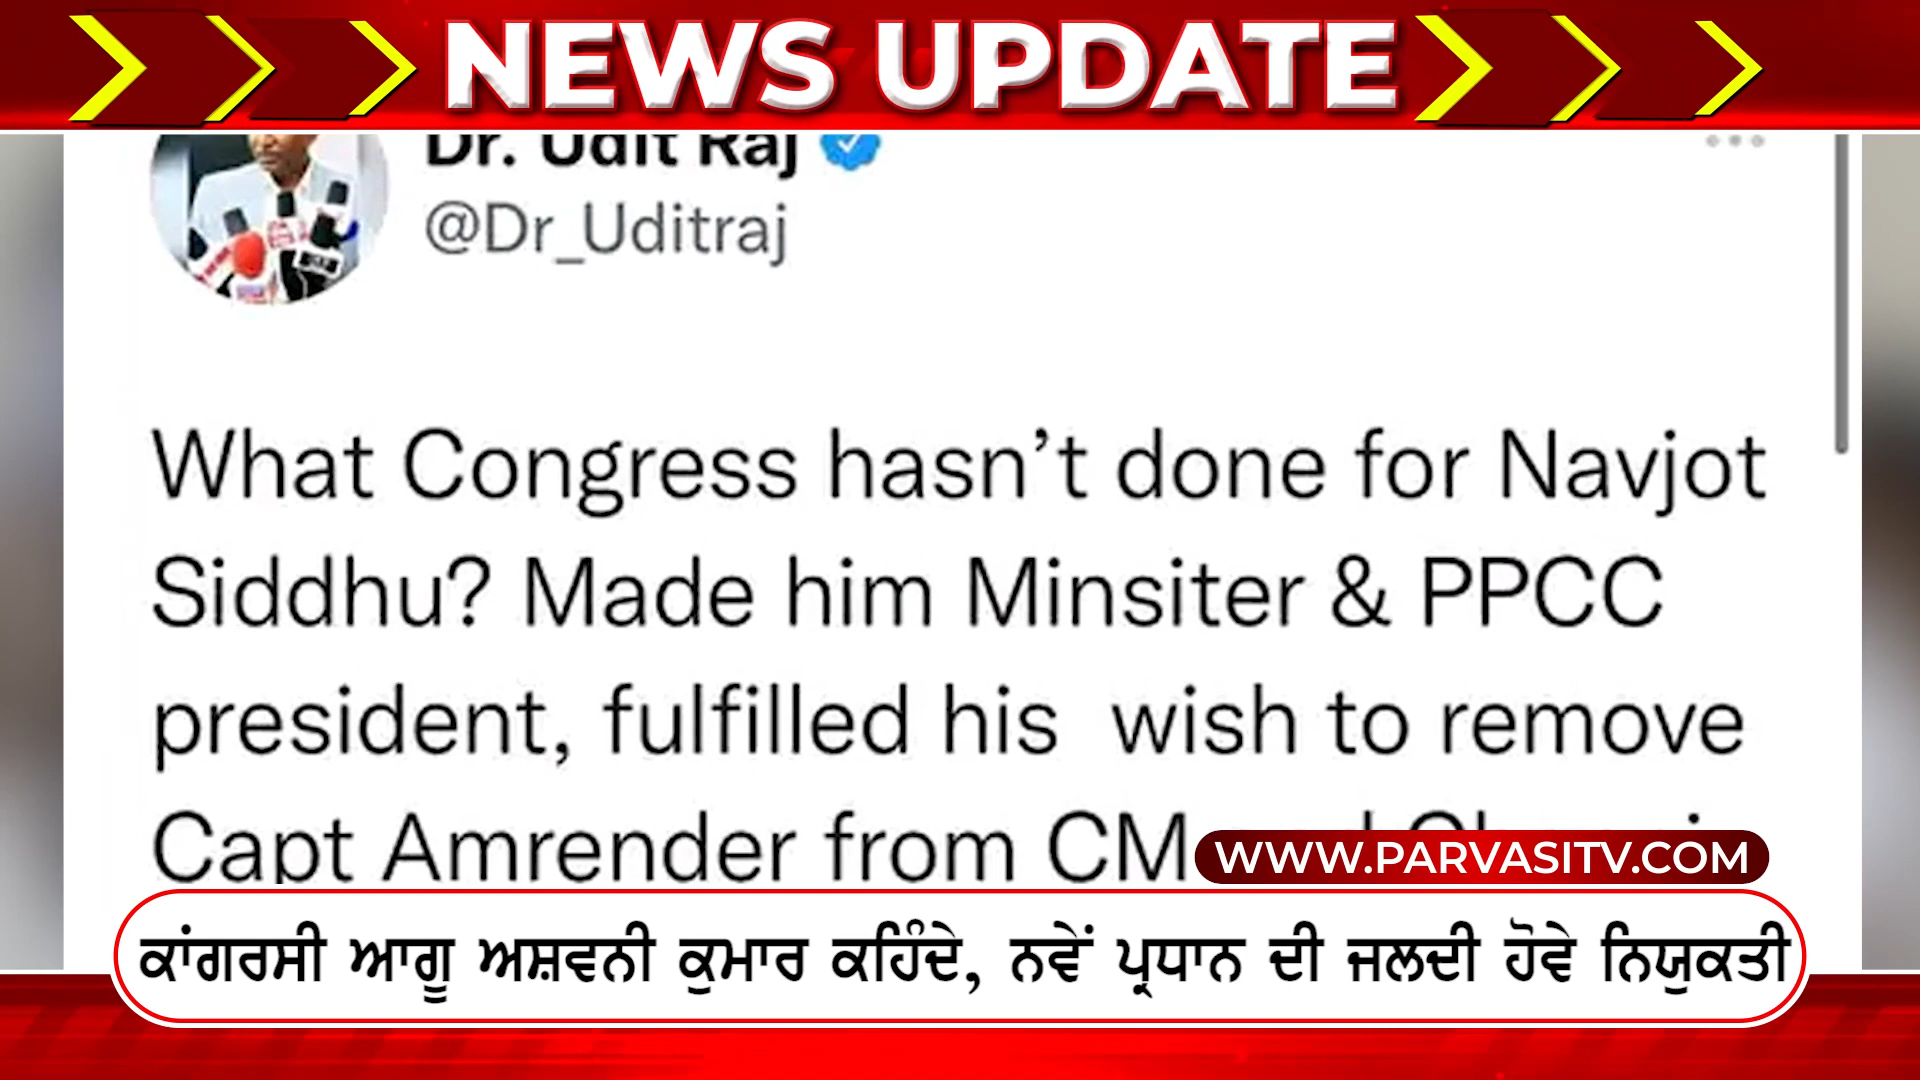 NEWS UPDATE
Dr. Udit Raj
@Dr_Uditraj
What Congress hasn’t done for Navjot
Siddhu? Made him Minsiter & PPCC
president, fulfilled his wish to remove
Capt Amrender from CM
WWW.PARVASITV.COM
ਕਾਂਗਰਸੀ ਆਗੂ ਅਸ਼ਵਨੀ ਕੁਮਾਰ ਕਹਿੰਦੇ, ਨਵੇਂ ਪ੍ਰਧਾਨ ਦੀ ਜਲਦੀ ਹੋਵੇ ਨਿਯੁਕਤੀ